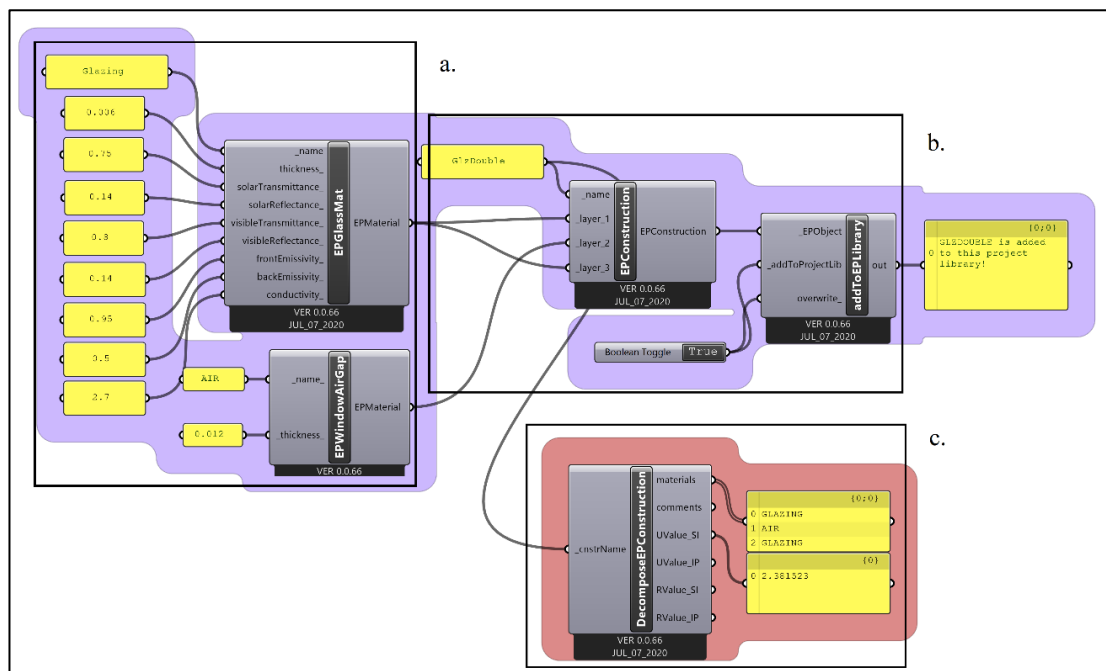 a.
Glazing
0.006
0.75
0.14
0.8
0.14
0.95
0.5
2.7
_name
thickness_
solarTransmittance_
solarReflectance_
visibleTransmittance_
visibleReflectance_
frontEmissivity_
backEmissivity_
conductivity_
EPGlassMat
EPMaterial
VER 0.0.66
JUL_07_2020
AIR
0.012
_name_
_thickness_
EPWindowAirGap
EPMaterial
VER 0.0.66
b.
GlzDouble
_name
_layer_1
_layer_2
_layer_3
EPConstruction
EPConstruction
VER 0.0.66
JUL_07_2020
Boolean Toggle True
_EPObject
_addToProjectLib
overwrite_
addToEPLibrary
out
VER 0.0.66
JUL_07_2020
{0;0}
0 GLZDOUBLE is added
to this project
library!
c.
_cnstrName
DecomposeEPConstruction
materials
comments
UValue_SI
UValue_IP
RValue_SI
RValue_IP
VER 0.0.66
JUL_07_2020
{0;0}
0 GLAZING
1 AIR
2 GLAZING
{0}
0 2.381523